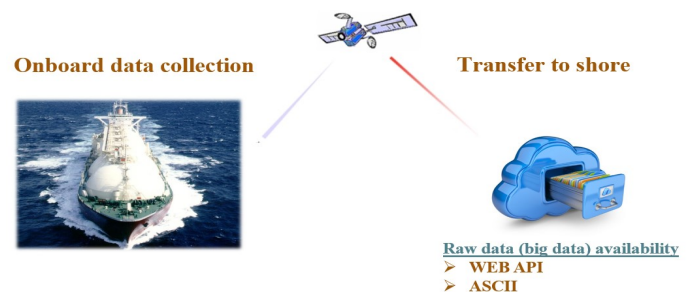 Onboard data collection
Transfer to shore
Raw data (big data) availability
➢ WEB API
➢ ASCII